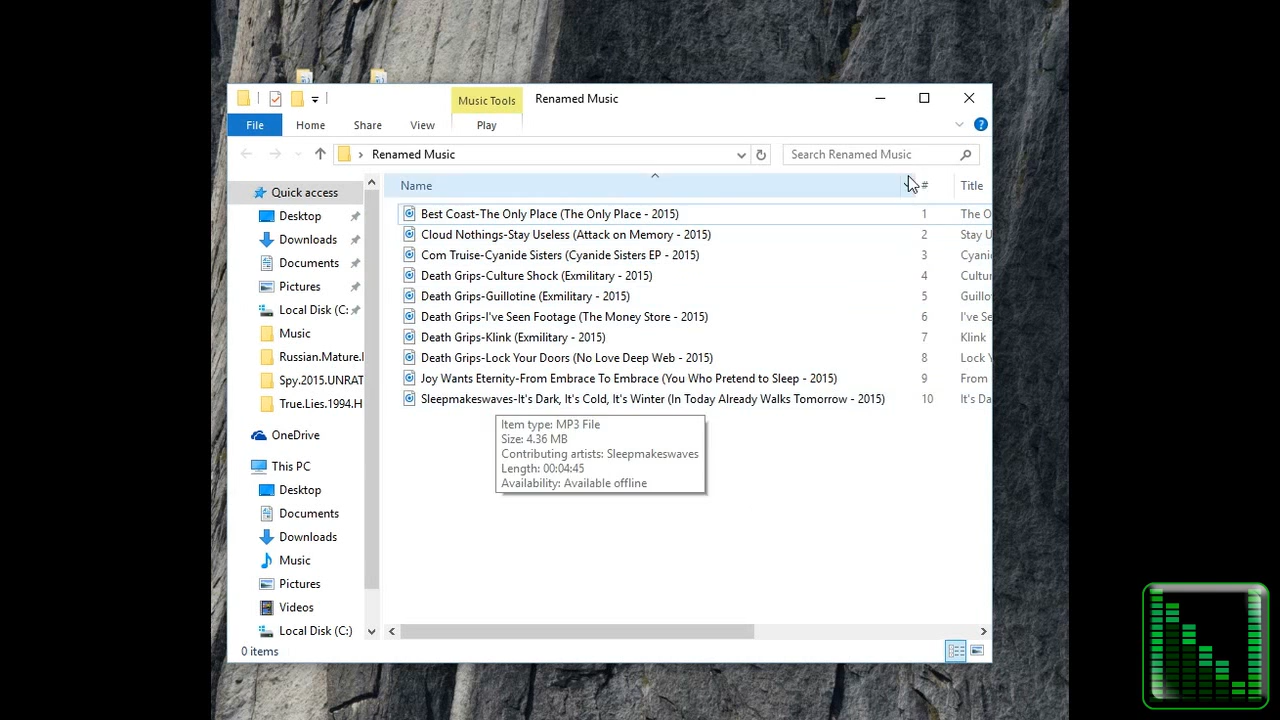 Music Tools
Renamed Music
File
Home
Share
View
Play
Renamed Music
Search Renamed Music
Name
#
Title
Quick access
Desktop
Downloads
Documents
Pictures
Local Disk (C:
Music
Russian.Mature.
Spy.2015.UNRAT
True.Lies.1994.H
OneDrive
This PC
Desktop
Documents
Downloads
Music
Pictures
Videos
Local Disk (C:)
Best Coast-The Only Place (The Only Place - 2015) 1 The O
Cloud Nothings-Stay Useless (Attack on Memory - 2015) 2 Stay U
Com Truise-Cyanide Sisters (Cyanide Sisters EP - 2015) 3 Cyani
Death Grips-Culture Shock (Exmilitary - 2015) 4 Cultur
Death Grips-Guillotine (Exmilitary - 2015) 5 Guillo
Death Grips-I've Seen Footage (The Money Store - 2015) 6 I've Se
Death Grips-Klink (Exmilitary - 2015) 7 Klink
Death Grips-Lock Your Doors (No Love Deep Web - 2015) 8 Lock Y
Joy Wants Eternity-From Embrace To Embrace (You Who Pretend to Sleep - 2015) 9 From
Sleepmakeswaves-It's Dark, It's Cold, It's Winter (In Today Already Walks Tomorrow - 2015) 10 It's Da
Item type: MP3 File
Size: 4.36 MB
Contributing artists: Sleepmakeswaves
Length: 00:04:45
Availability: Available offline
0 items